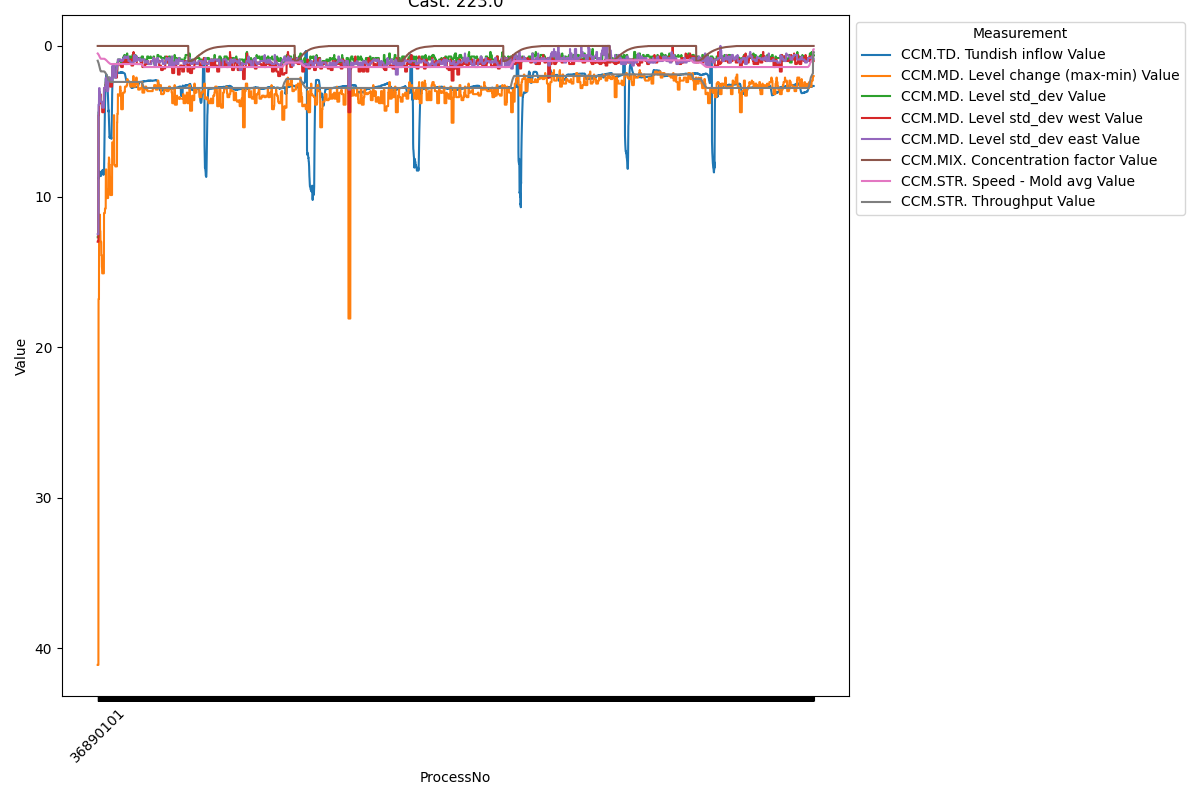 Cast: 223.0
Measurement
CCM.TD. Tundish inflow Value
CCM.MD. Level change (max-min) Value
CCM.MD. Level std_dev Value
CCM.MD. Level std_dev west Value
CCM.MD. Level std_dev east Value
CCM.MIX. Concentration factor Value
CCM.STR. Speed - Mold avg Value
CCM.STR. Throughput Value
0
10
20
30
40
Value
36890101
ProcessNo